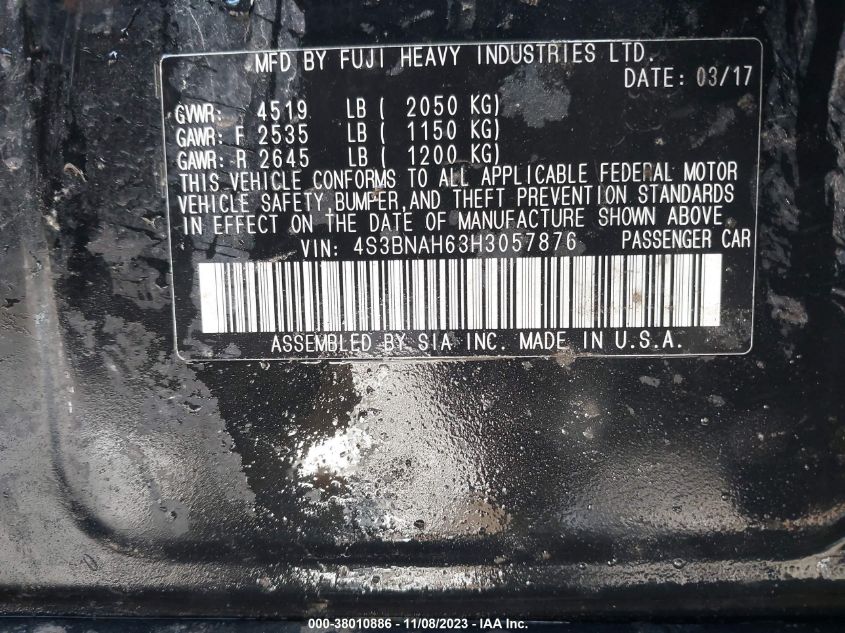 MFD BY FUJI HEAVY INDUSTRIES LTD.
DATE: 03/17
GVWR: 4519 LB ( 2050 KG)
GAWR: F 2535 LB ( 1150 KG)
GAWR: R 2645 LB ( 1200 KG)
THIS VEHICLE CONFORMS TO ALL APPLICABLE FEDERAL MOTOR
VEHICLE SAFETY, BUMPER, AND THEFT PREVENTION STANDARDS
IN EFFECT ON THE DATE OF MANUFACTURE SHOWN ABOVE
VIN: 4S3BNAH63H3057876 PASSENGER CAR
ASSEMBLED BY SIA INC. MADE IN U.S.A.
000-38010886 - 11/08/2023 - IAA Inc.